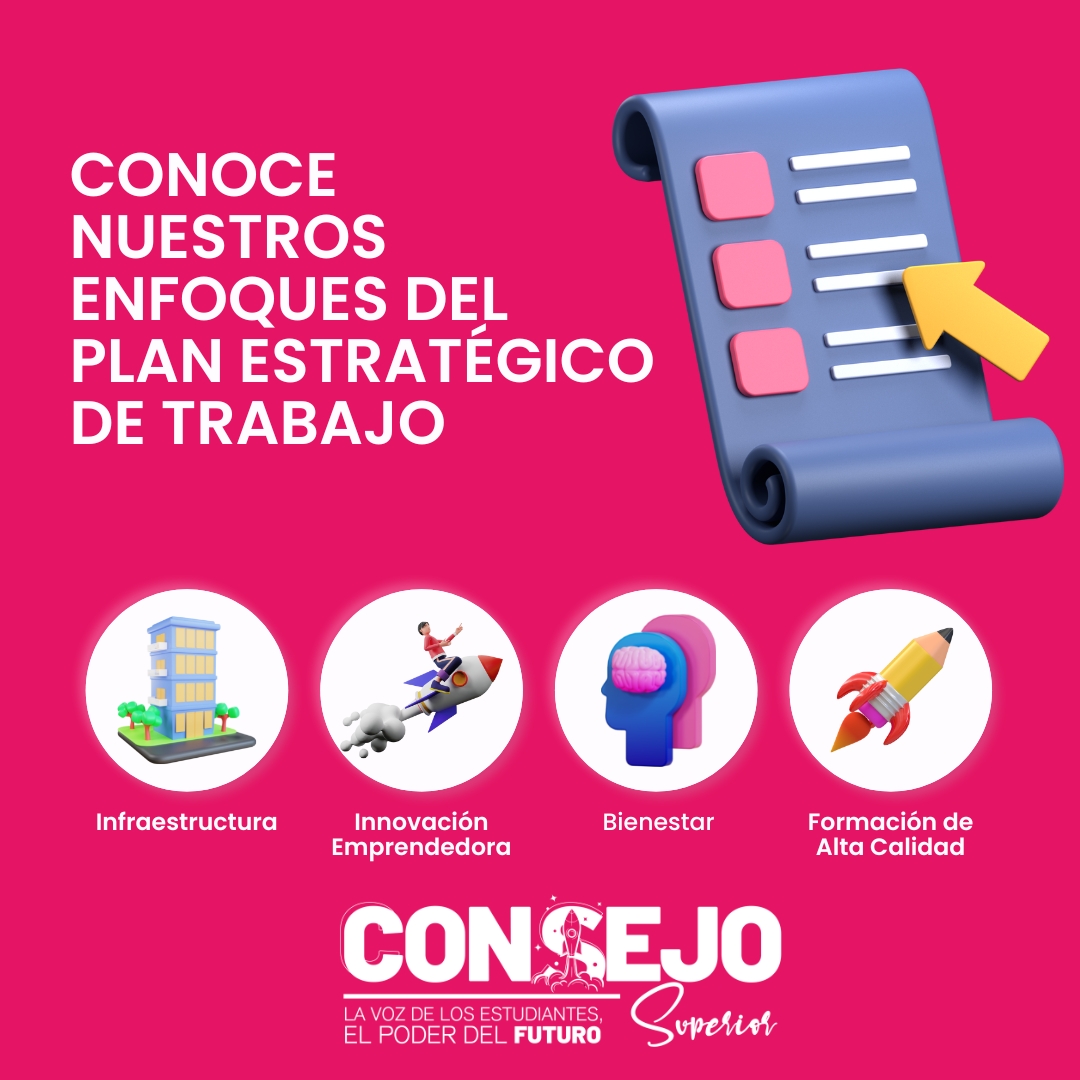 CONOCE
NUESTROS
ENFOQUES DEL
PLAN ESTRATÉGICO
DE TRABAJO
Infraestructura
Innovación
Emprendedora
Bienestar
Formación de
Alta Calidad
CONSEJO
LA VOZ DE LOS ESTUDIANTES,
EL PODER DEL FUTURO
Superior